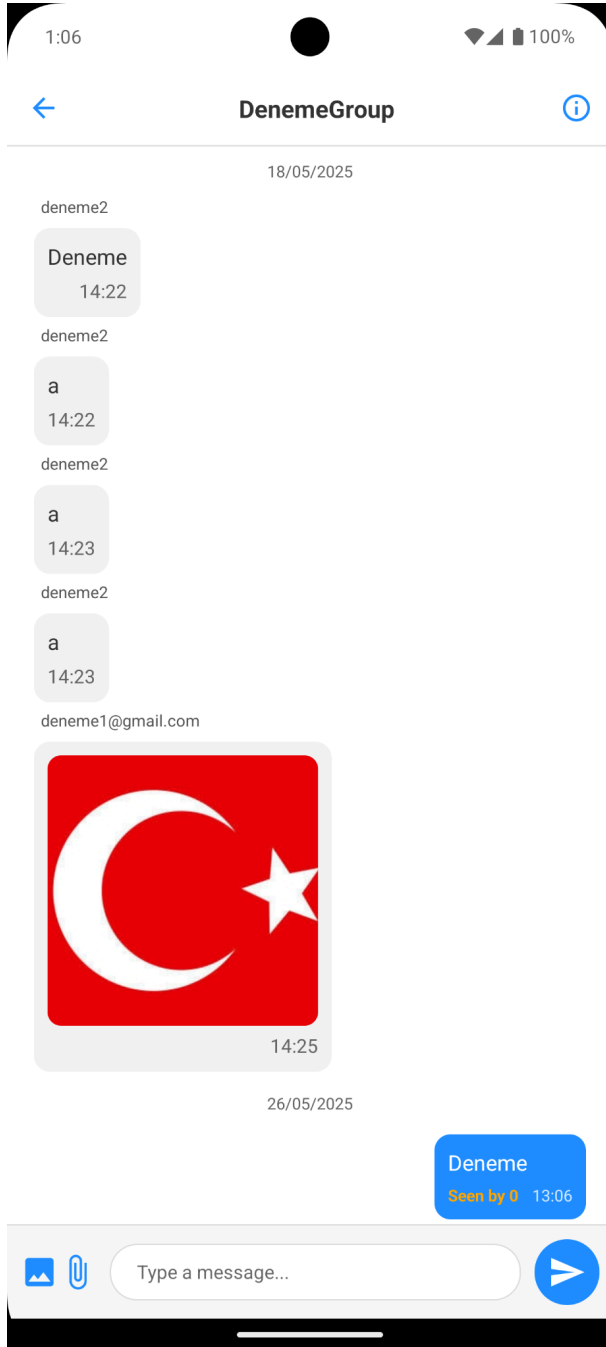 1:06
100%
DenemeGroup
18/05/2025
deneme2
Deneme
14:22
deneme2
a
14:22
deneme2
a
14:23
deneme2
a
14:23
deneme1@gmail.com
14:25
26/05/2025
Deneme
Seen by 0 13:06
Type a message...